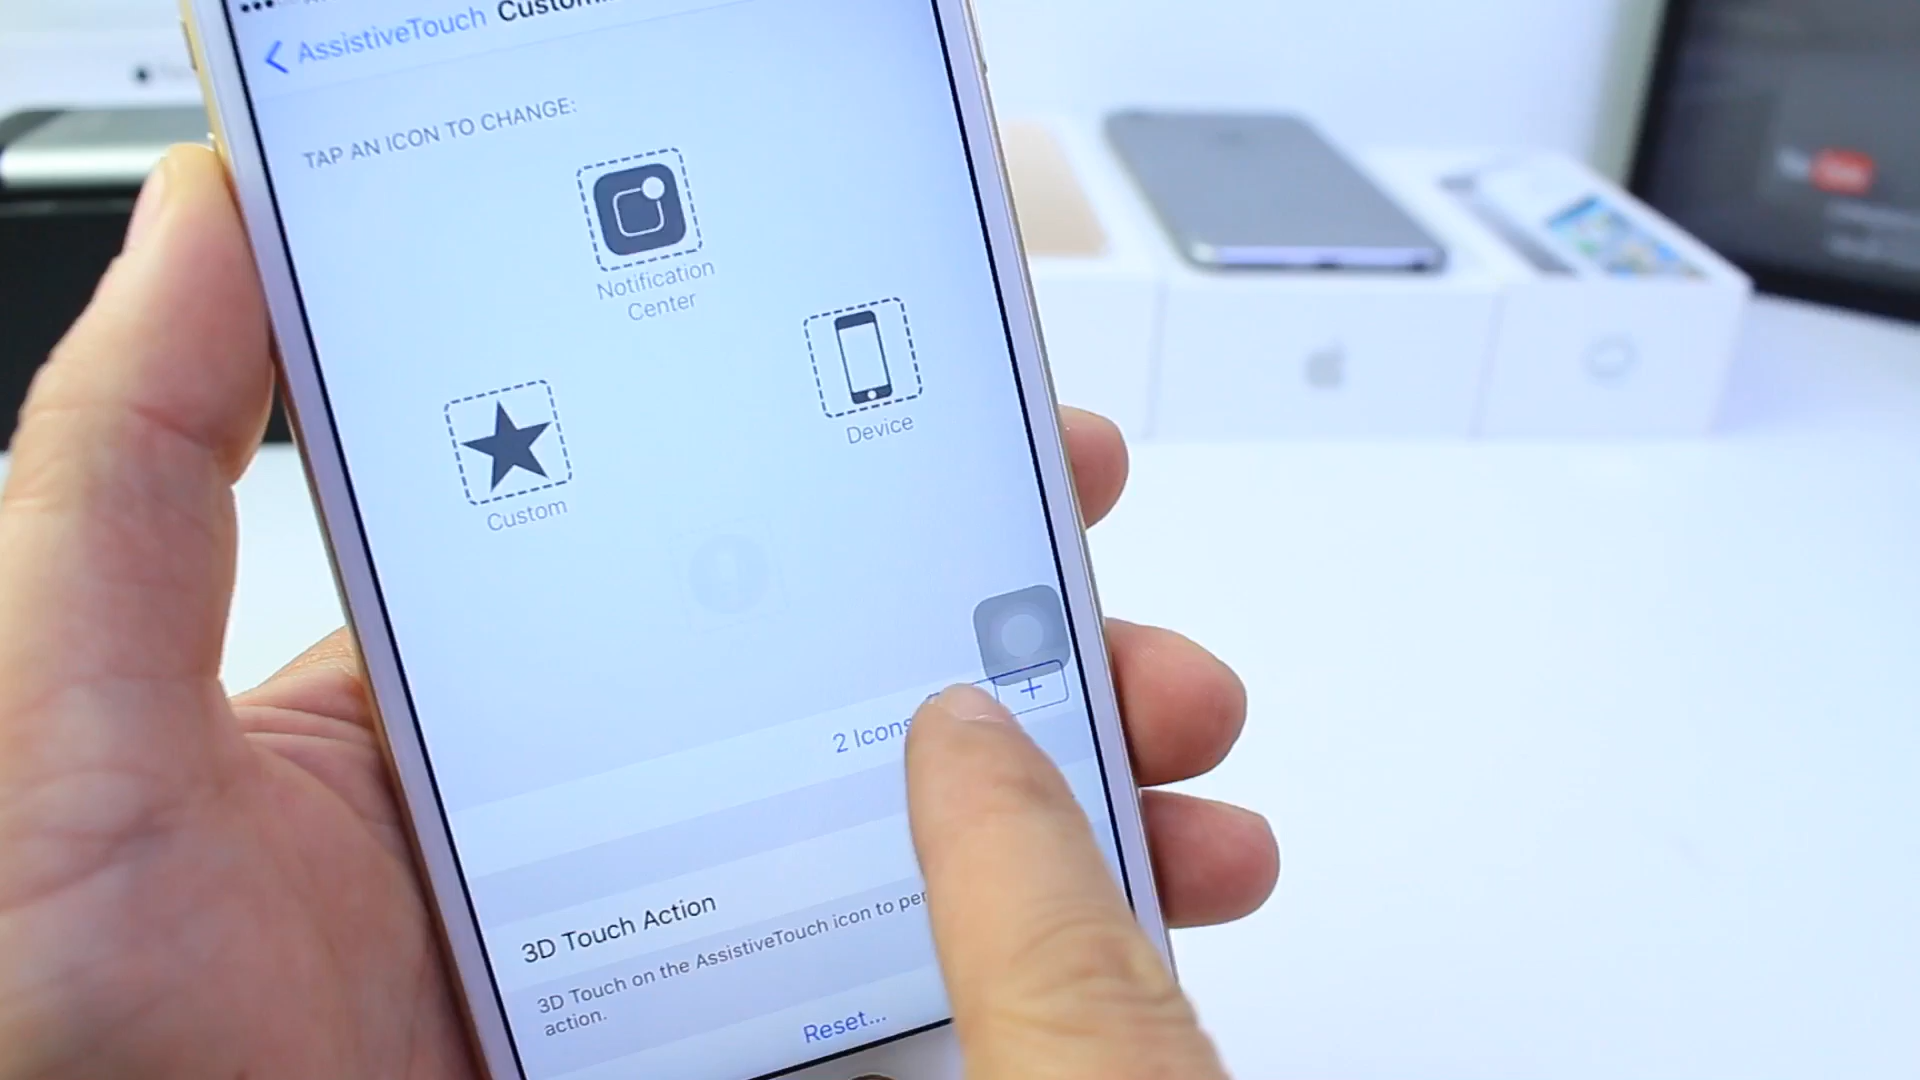 AssistiveTouch
TAP AN ICON TO CHANGE:
Notification
Center
Device
Custom
2 Icons
+
3D Touch Action
3D Touch on the AssistiveTouch icon to
action.
Reset...